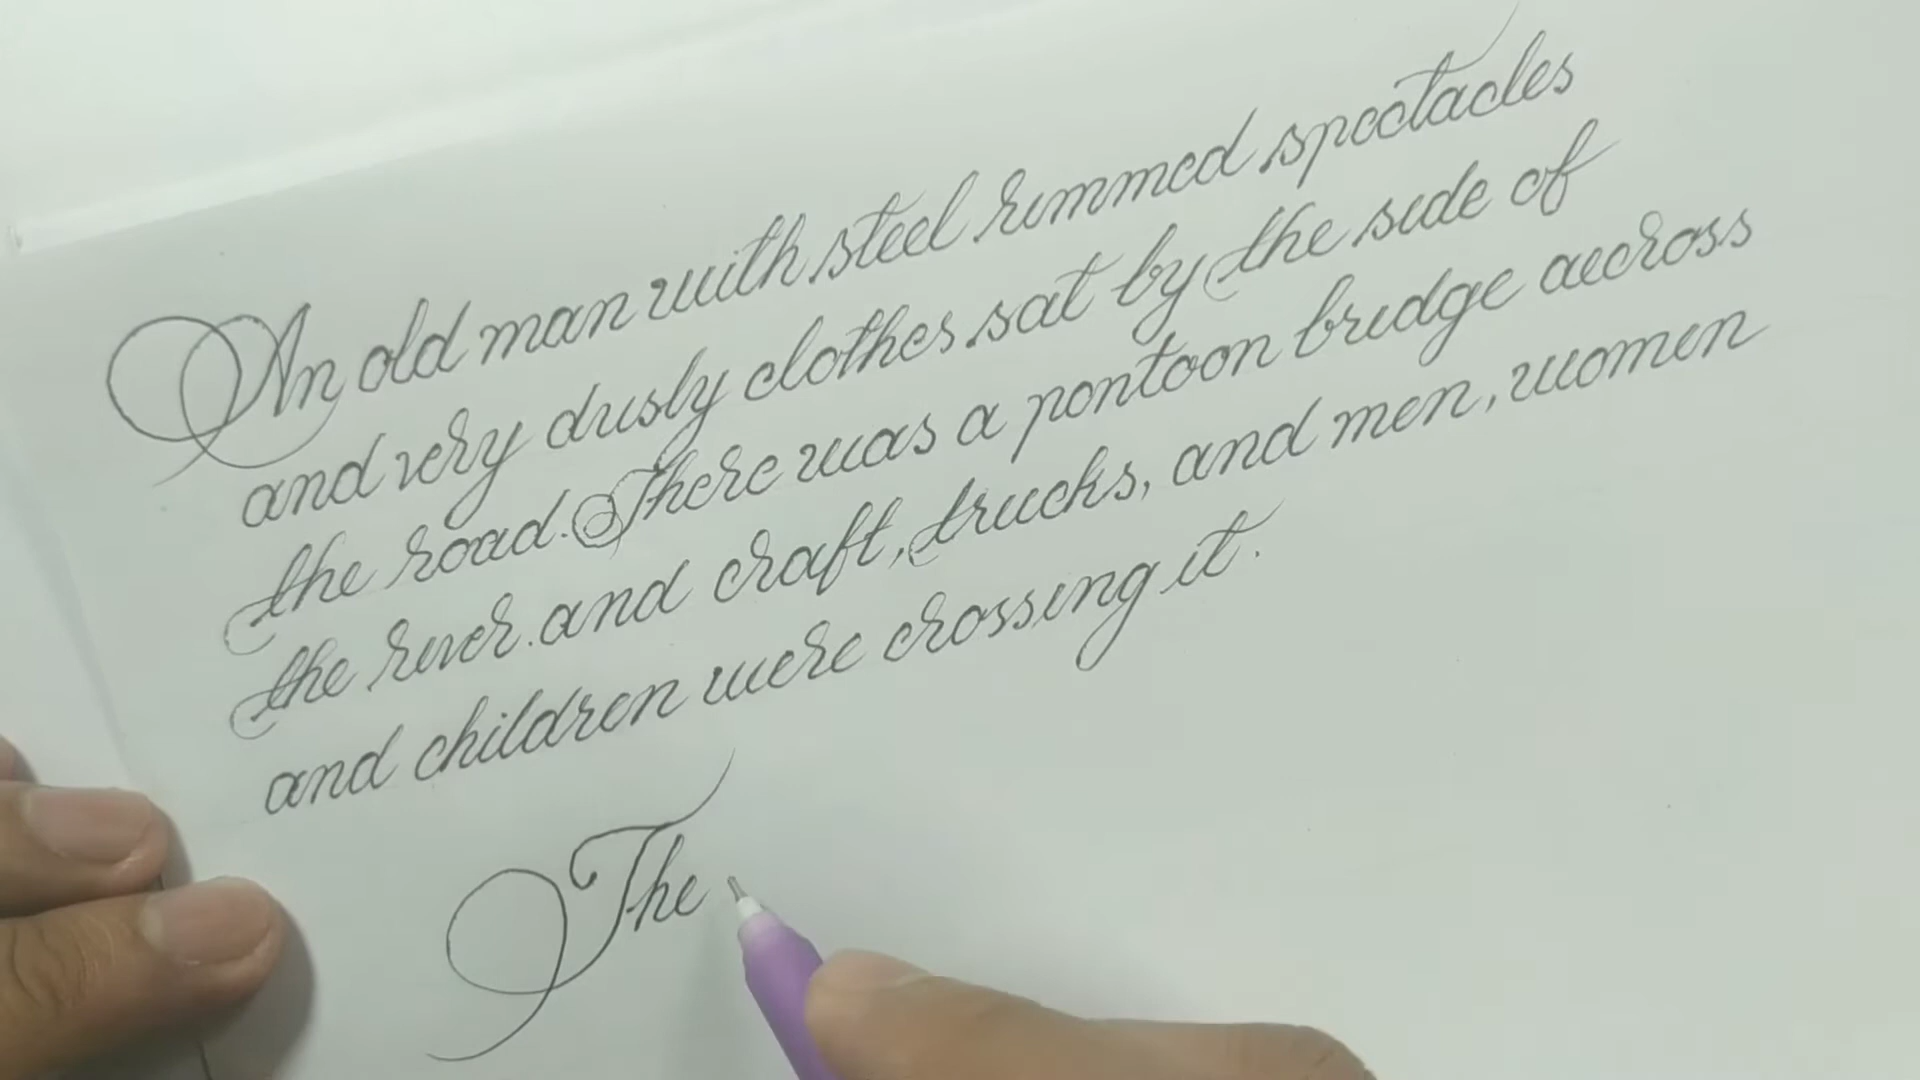 An old man with steel rimmed spectacles
and very dusty clothes sat by the side of
the road. There was a pontoon bridge accross
the river and craft, trucks, and men, women
and children were crossing it.
The